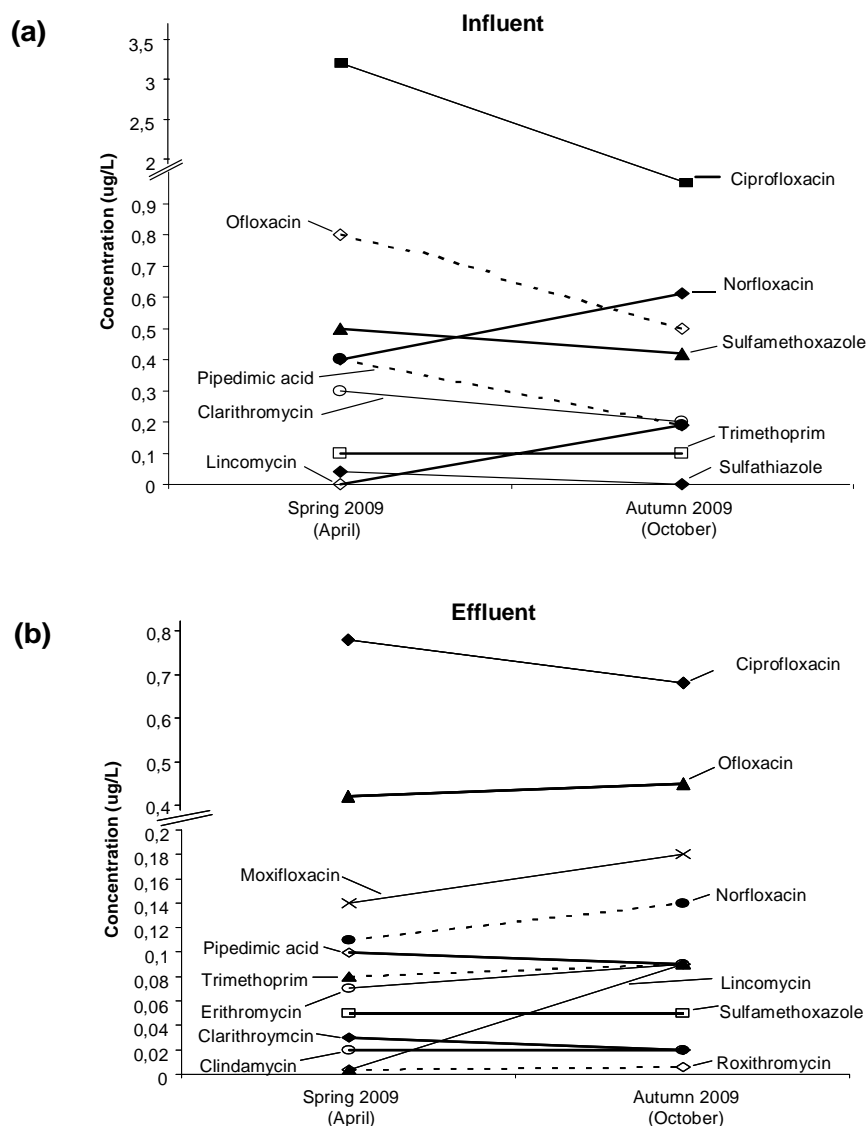 (a)
Influent
3,5
3
2,5
2
0,9
0,8
0,7
0,6
0,5
0,4
0,3
0,2
0,1
0
Concentration (ug/L)
Ciprofloxacin
Ofloxacin
Norfloxacin
Sulfamethoxazole
Pipedimic acid
Clarithromycin
Trimethoprim
Lincomycin
Sulfathiazole
Spring 2009
(April)
Autumn 2009
(October)
(b)
Effluent
0,8
0,7
0,6
0,5
0,4
0,2
0,18
0,16
0,14
0,12
0,1
0,08
0,06
0,04
0,02
0
Concentration (ug/L)
Ciprofloxacin
Ofloxacin
Moxifloxacin
Norfloxacin
Pipedimic acid
Trimethoprim
Lincomycin
Erithromycin
Sulfamethoxazole
Clarithroymcin
Clindamycin
Roxithromycin
Spring 2009
(April)
Autumn 2009
(October)